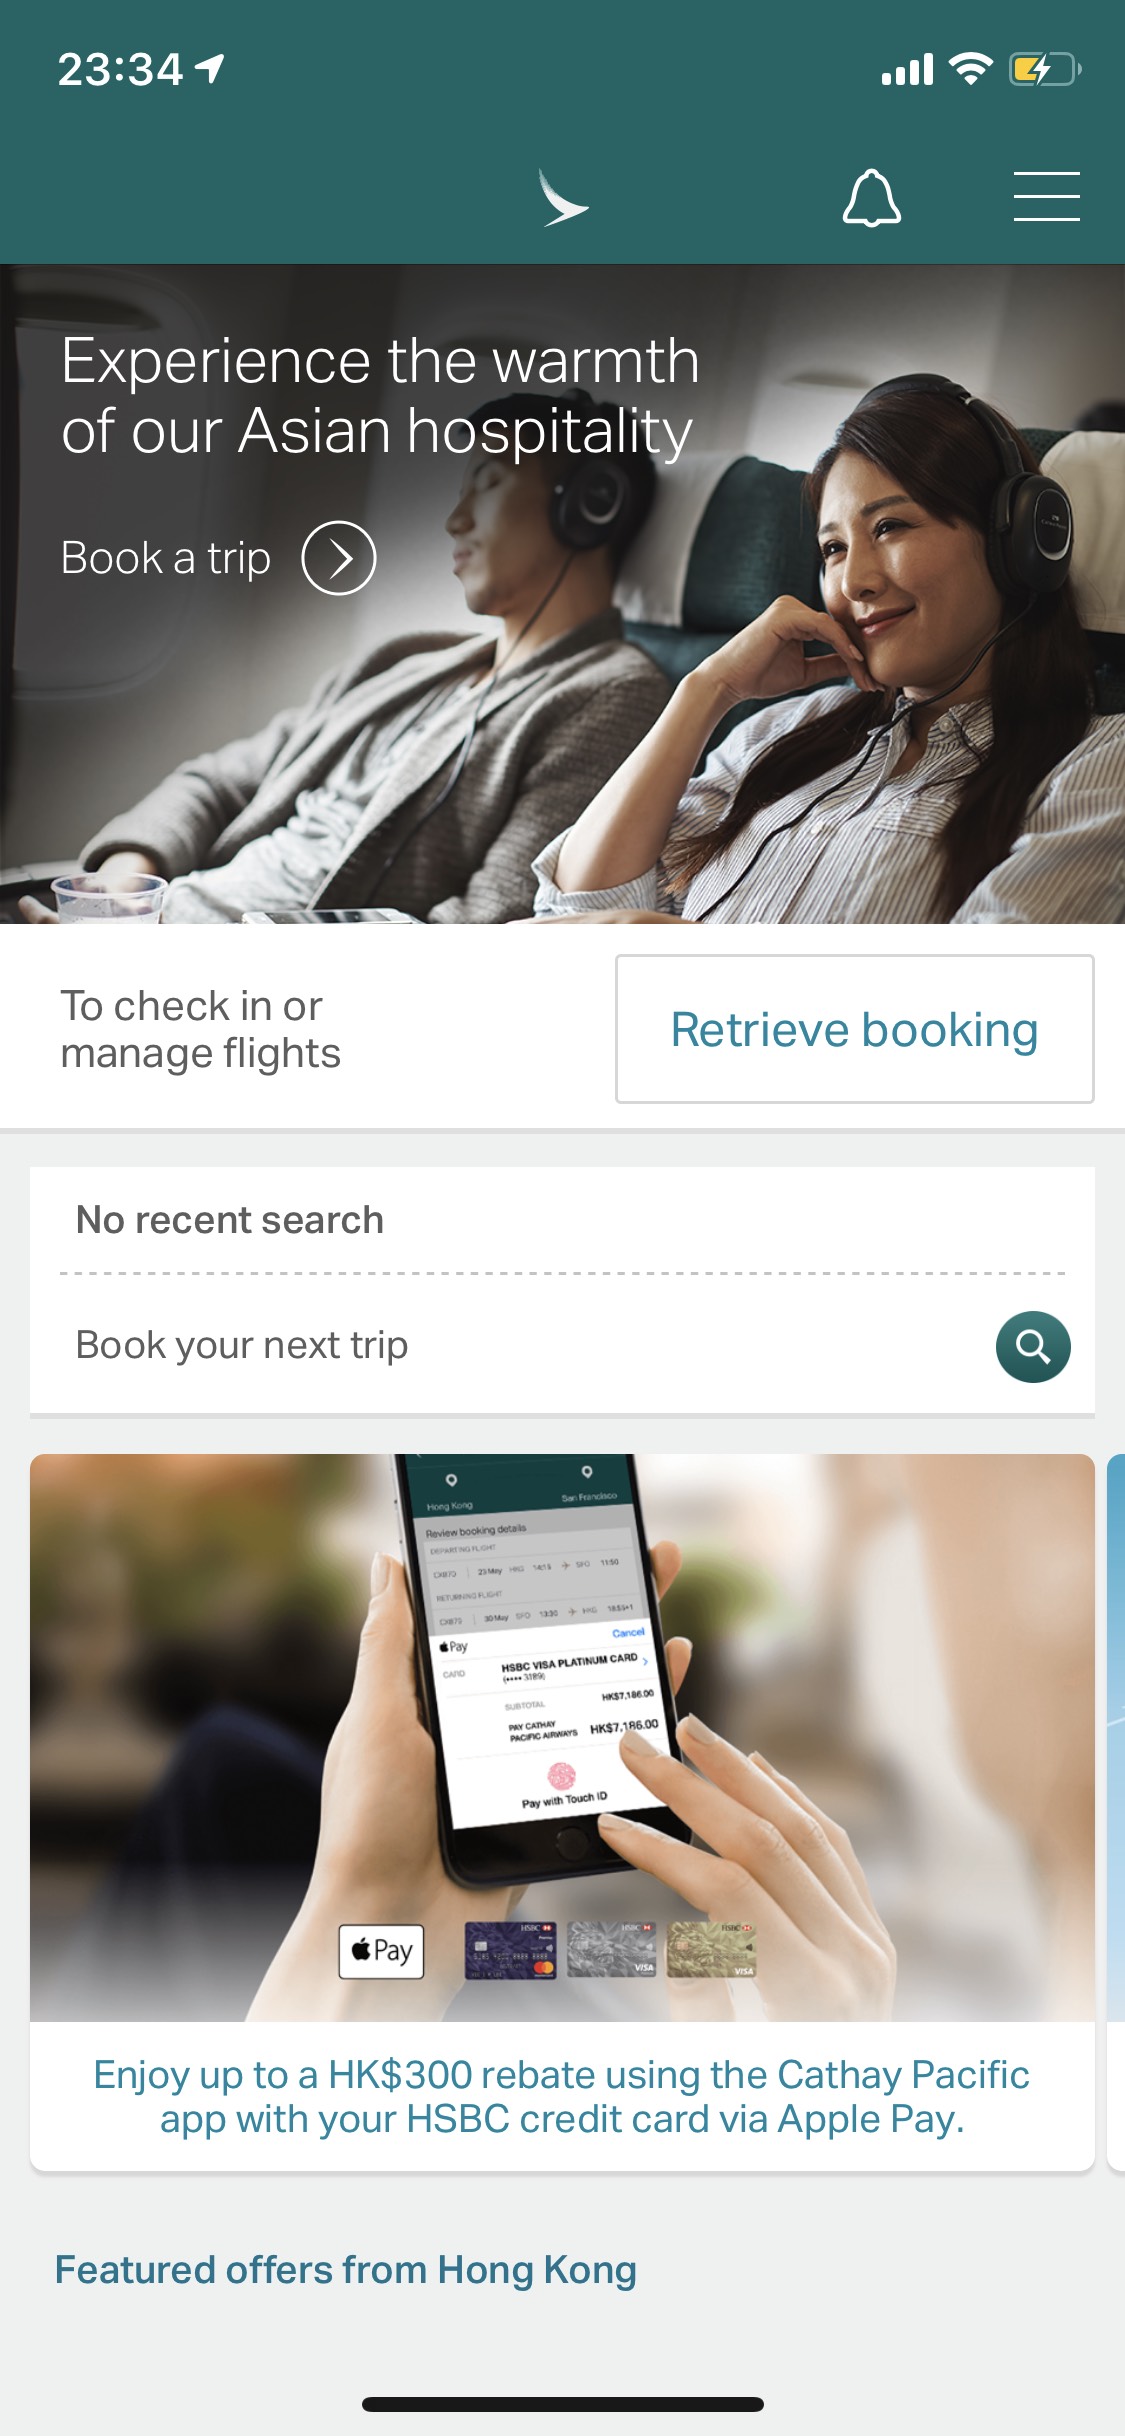 23:34
Experience the warmth
of our Asian hospitality
Book a trip
To check in or
manage flights
Retrieve booking
No recent search
Book your next trip
Hong Kong
San Francisco
Review booking details
DEPARTING FLIGHT
CX870 23 May HKG 14:15 SFO 11:50
RETURNING FLIGHT
CX873 30 May SFO 13:30 HKG 18:55+1
Pay
Cancel
CARD
HSBC VISA PLATINUM CARD
(•••• 3189)
SUBTOTAL HK$7,186.00
PAY CATHAY
PACIFIC AIRWAYS
HK$7,186.00
Pay with Touch ID
Pay
HSBC
HSBC
VISA
HSBC
VISA
Enjoy up to a HK$300 rebate using the Cathay Pacific
app with your HSBC credit card via Apple Pay.
Featured offers from Hong Kong